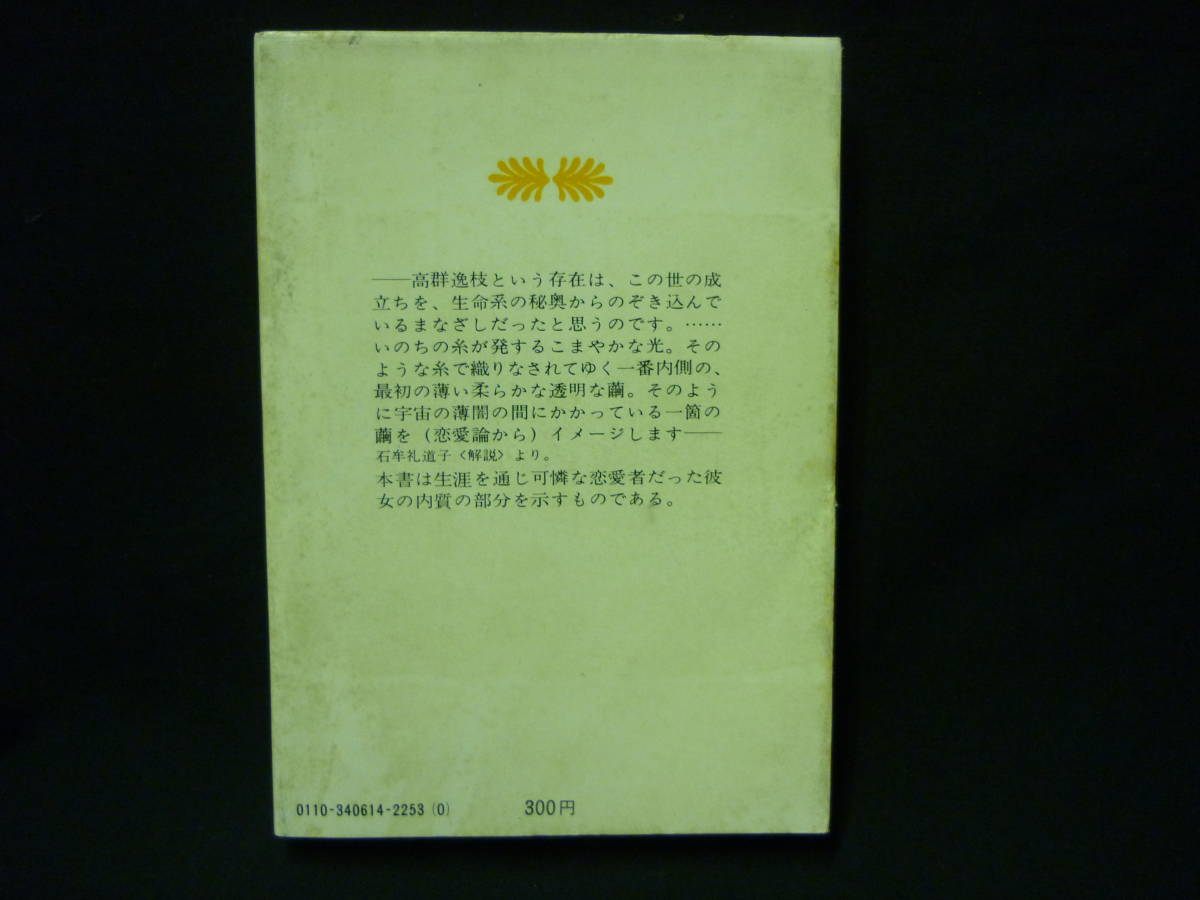 ――高群逸枝という存在は、この世の成
立ちを、生命系の秘奥からのぞき込んで
いるまなざしだったと思うのです。……
いのちの糸が発するこまやかな光。その
ような糸で織りなされてゆく一番内側の、
最初の薄い柔らかな透明な繭。そのよう
に宇宙の薄闇の間にかかっている一箇の
繭を(恋愛論から)イメージします――
石牟礼道子〈解説〉より。
本書は生涯を通じ可憐な恋愛者だった彼
女の内質の部分を示すものである。
0110-340614-2253(0)
300円